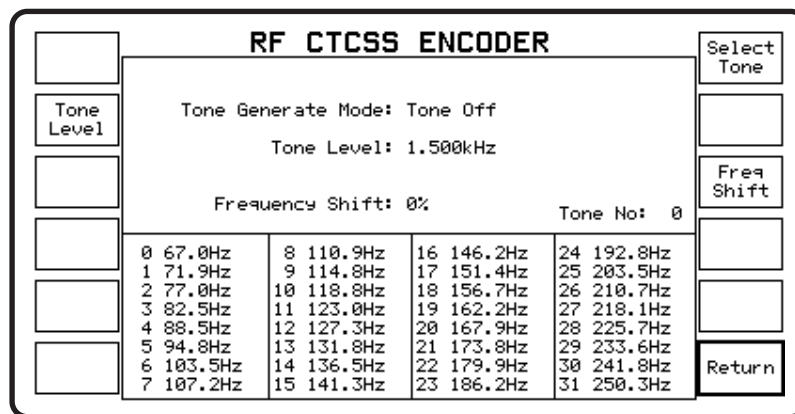 RF CTCSS ENCODER
Select
Tone
Tone
Level
Tone Generate Mode: Tone Off
Tone Level: 1.500kHz
Freq
Shift
Frequency Shift: 0%
Tone No: 0
0 67.0Hz 8 110.9Hz 16 146.2Hz 24 192.8Hz
1 71.9Hz 9 114.8Hz 17 151.4Hz 25 203.5Hz
2 77.0Hz 10 118.8Hz 18 156.7Hz 26 210.7Hz
3 82.5Hz 11 123.0Hz 19 162.2Hz 27 218.1Hz
4 88.5Hz 12 127.3Hz 20 167.9Hz 28 225.7Hz
5 94.8Hz 13 131.8Hz 21 173.8Hz 29 233.6Hz
6 103.5Hz 14 136.5Hz 22 179.9Hz 30 241.8Hz
7 107.2Hz 15 141.3Hz 23 186.2Hz 31 250.3Hz
Return